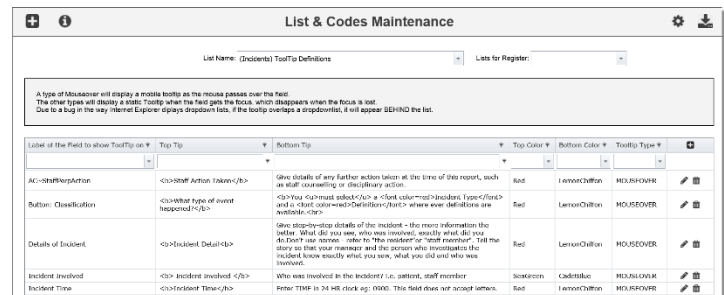 List & Codes Maintenance
List Name: (Incidents) ToolTip Definitions
Lists for Register:
A type of Mouseover will display a mobile tooltip as the mouse passes over the field.
The other types will display a static Tooltip when the field gets the focus, which disappears when the focus is lost.
Due to a bug in the way Internet Explorer diplays dropdown lists, if the tooltip overlaps a dropdownlist, it will appear BEHIND the list.
Label of the Field to show ToolTip on Top Tip Bottom Tip Top Color Bottom Color Tooltip Type
AC~StaffPerpAction <b>Staff Action Taken</b> Give details of any further action taken at the time of this report, such Red LemonChiffon MOUSEOVER
as staff counselling or disciplinary action.
Button: Classification <b>What type of event <b>You <u>must select</u> a <font color=red>Incident Type</font> Red LemonChiffon MOUSEOVER
happened?</b> and a <font color=red>Definition</font> where ever definitions are
available.<br>
Give step-by-step details of the incident - the more information the
better. What did you see, who was involved, exactly what did you
Details of Incident <b>Incident Detail<b> do.Don't use names - refer to "the resident"or "staff member". Tell the Red LemonChiffon MOUSEOVER
story so that your manager and the person who investigates the
incident know exactly what you saw, what you did and who was
involved.
Incident Involved <b> Incident Involved </b> Who was involved in the incident? i.e. patient, staff member SeaGreen CadetBlue MOUSEOVER
Incident Time <b>Incident Time</b> Enter TIME in 24 HR clock eg: 0900. This field does not accept letters. Red LemonChiffon MOUSEOVER